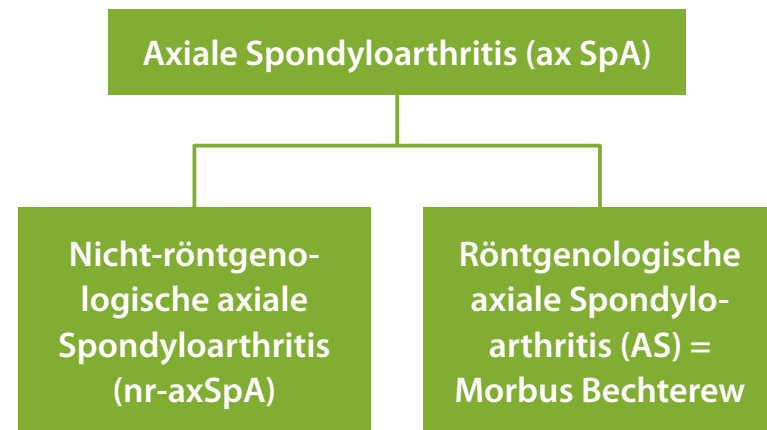 Axiale Spondyloarthritis (ax SpA)
Nicht-röntgeno-
logische axiale
Spondyloarthritis
(nr-axSpA)
Röntgenologische
axiale Spondylo-
arthritis (AS) =
Morbus Bechterew